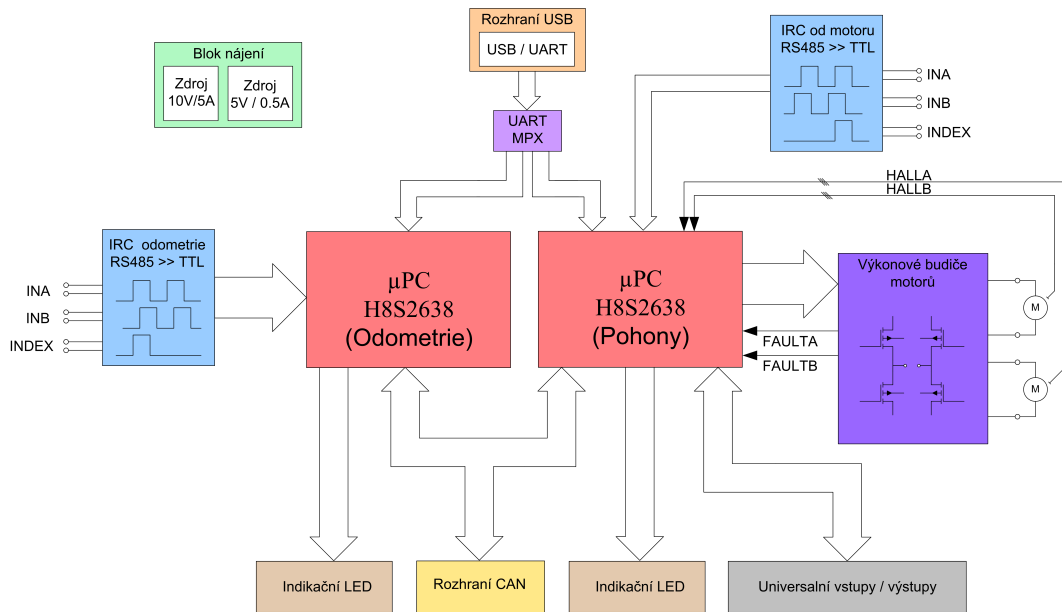 Rozhraní USB
USB / UART
Blok nájení
Zdroj
10V/5A
Zdroj
5V / 0.5A
UART
MPX
IRC od motoru
RS485 >> TTL
INA
INB
INDEX
HALLA
HALLB
IRC  odometrie
RS485 >> TTL
INA
INB
INDEX
µPC
H8S2638
(Odometrie)
µPC
H8S2638
(Pohony)
FAULTA
FAULTB
Výkonové budiče
motorů
M
M
Indikační LED
Rozhraní CAN
Indikační LED
Universalní vstupy / výstupy